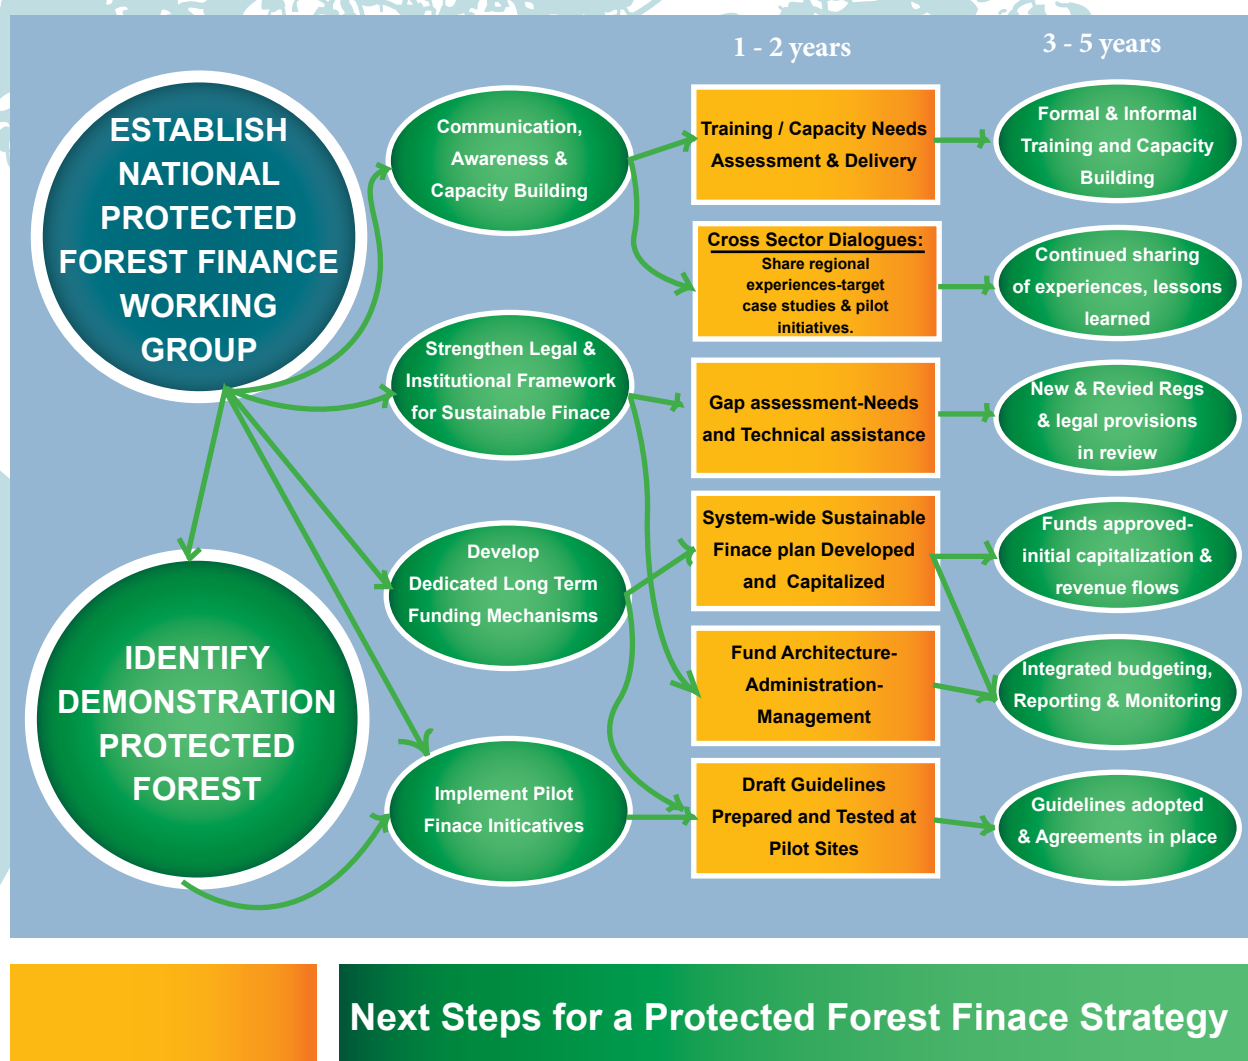 1 - 2 years
3 - 5 years
ESTABLISH
NATIONAL
PROTECTED
FOREST FINANCE
WORKING
GROUP
IDENTIFY
DEMONSTRATION
PROTECTED
FOREST
Communication,
Awareness &
Capacity Building
Strengthen Legal &
Institutional Framework
for Sustainable Finace
Develop
Dedicated Long Term
Funding Mechanisms
Implement Pilot
Finace Initicatives
Training / Capacity Needs
Assessment & Delivery
Cross Sector Dialogues:
Share regional
experiences-target
case studies & pilot
initiatives.
Gap assessment-Needs
and Technical assistance
System-wide Sustainable
Finace plan Developed
and Capitalized
Fund Architecture-
Administration-
Management
Draft Guidelines
Prepared and Tested at
Pilot Sites
Formal & Informal
Training and Capacity
Building
Continued sharing
of experiences, lessons
learned
New & Revied Regs
& legal provisions
in review
Funds approved-
initial capitalization &
revenue flows
Integrated budgeting,
Reporting & Monitoring
Guidelines adopted
& Agreements in place
Next Steps for a Protected Forest Finace Strategy